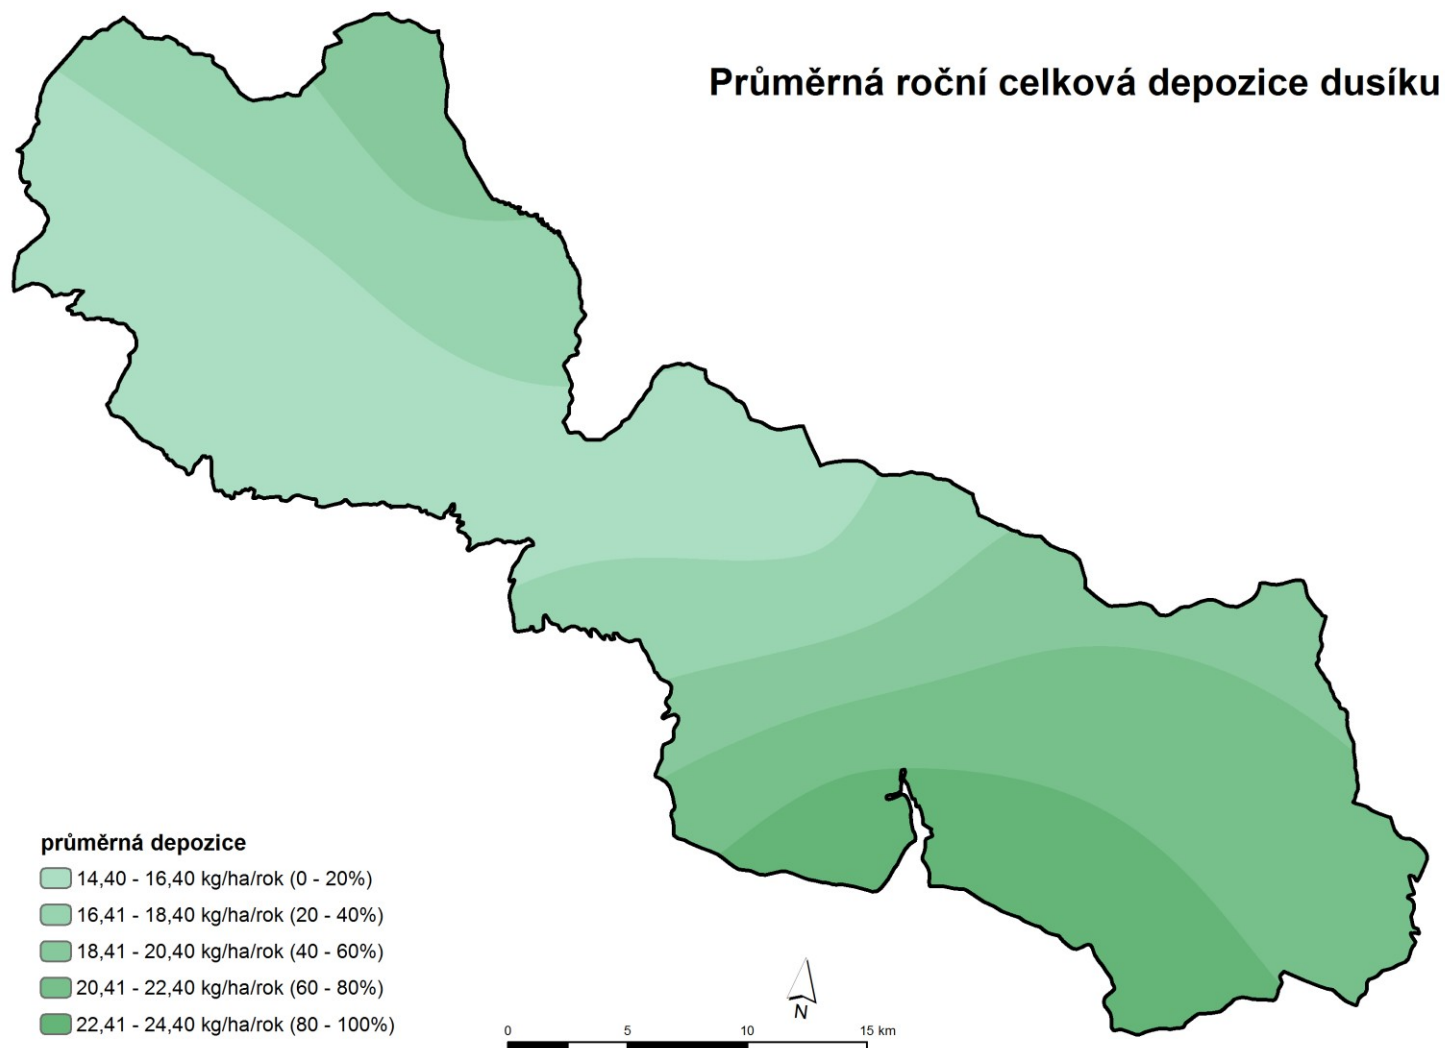 Průměrná roční celková depozice dusíku
průměrná depozice
14,40 - 16,40 kg/ha/rok (0 - 20%)
16,41 - 18,40 kg/ha/rok (20 - 40%)
18,41 - 20,40 kg/ha/rok (40 - 60%)
20,41 - 22,40 kg/ha/rok (60 - 80%)
22,41 - 24,40 kg/ha/rok (80 - 100%)
N
0 5 10 15 km